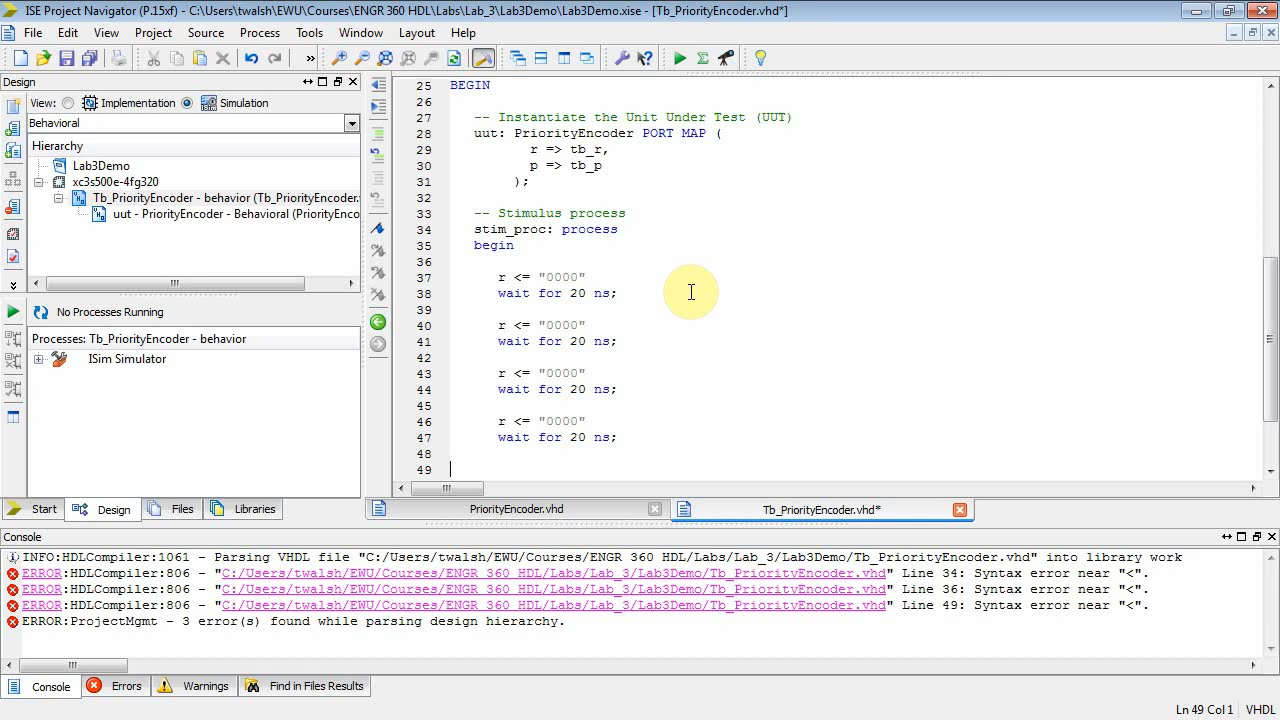 ISE Project Navigator (P.15xf) - C:\Users\twalsh\EWU\Courses\ENGR 360 HDL\Labs\Lab_3\Lab3Demo\Lab3Demo.xise - [Tb_PriorityEncoder.vhd*]
File Edit View Project Source Process Tools Window Layout Help
»
Design
View: Implementation Simulation
Behavioral
Hierarchy
Lab3Demo
xc3s500e-4fg320
Tb_PriorityEncoder - behavior (Tb_PriorityEncoder.
uut - PriorityEncoder - Behavioral (PriorityEnco
No Processes Running
Processes: Tb_PriorityEncoder - behavior
ISim Simulator
Start Design Files Libraries
25 BEGIN
26
27 -- Instantiate the Unit Under Test (UUT)
28 uut: PriorityEncoder PORT MAP (
29 r => tb_r,
30 p => tb_p
31 );
32
33 -- Stimulus process
34 stim_proc: process
35 begin
36
37 r <= "0000"
38 wait for 20 ns;
39
40 r <= "0000"
41 wait for 20 ns;
42
43 r <= "0000"
44 wait for 20 ns;
45
46 r <= "0000"
47 wait for 20 ns;
48
49
PriorityEncoder.vhd Tb_PriorityEncoder.vhd*
Console
INFO:HDLCompiler:1061 - Parsing VHDL file "C:/Users/twalsh/EWU/Courses/ENGR 360 HDL/Labs/Lab_3/Lab3Demo/Tb_PriorityEncoder.vhd" into library work
ERROR:HDLCompiler:806 - "C:/Users/twalsh/EWU/Courses/ENGR 360 HDL/Labs/Lab_3/Lab3Demo/Tb_PriorityEncoder.vhd" Line 34: Syntax error near "<".
ERROR:HDLCompiler:806 - "C:/Users/twalsh/EWU/Courses/ENGR 360 HDL/Labs/Lab_3/Lab3Demo/Tb_PriorityEncoder.vhd" Line 36: Syntax error near "<".
ERROR:HDLCompiler:806 - "C:/Users/twalsh/EWU/Courses/ENGR 360 HDL/Labs/Lab_3/Lab3Demo/Tb_PriorityEncoder.vhd" Line 49: Syntax error near "<".
ERROR:ProjectMgmt - 3 error(s) found while parsing design hierarchy.
Console Errors Warnings Find in Files Results
Ln 49 Col 1 VHDL